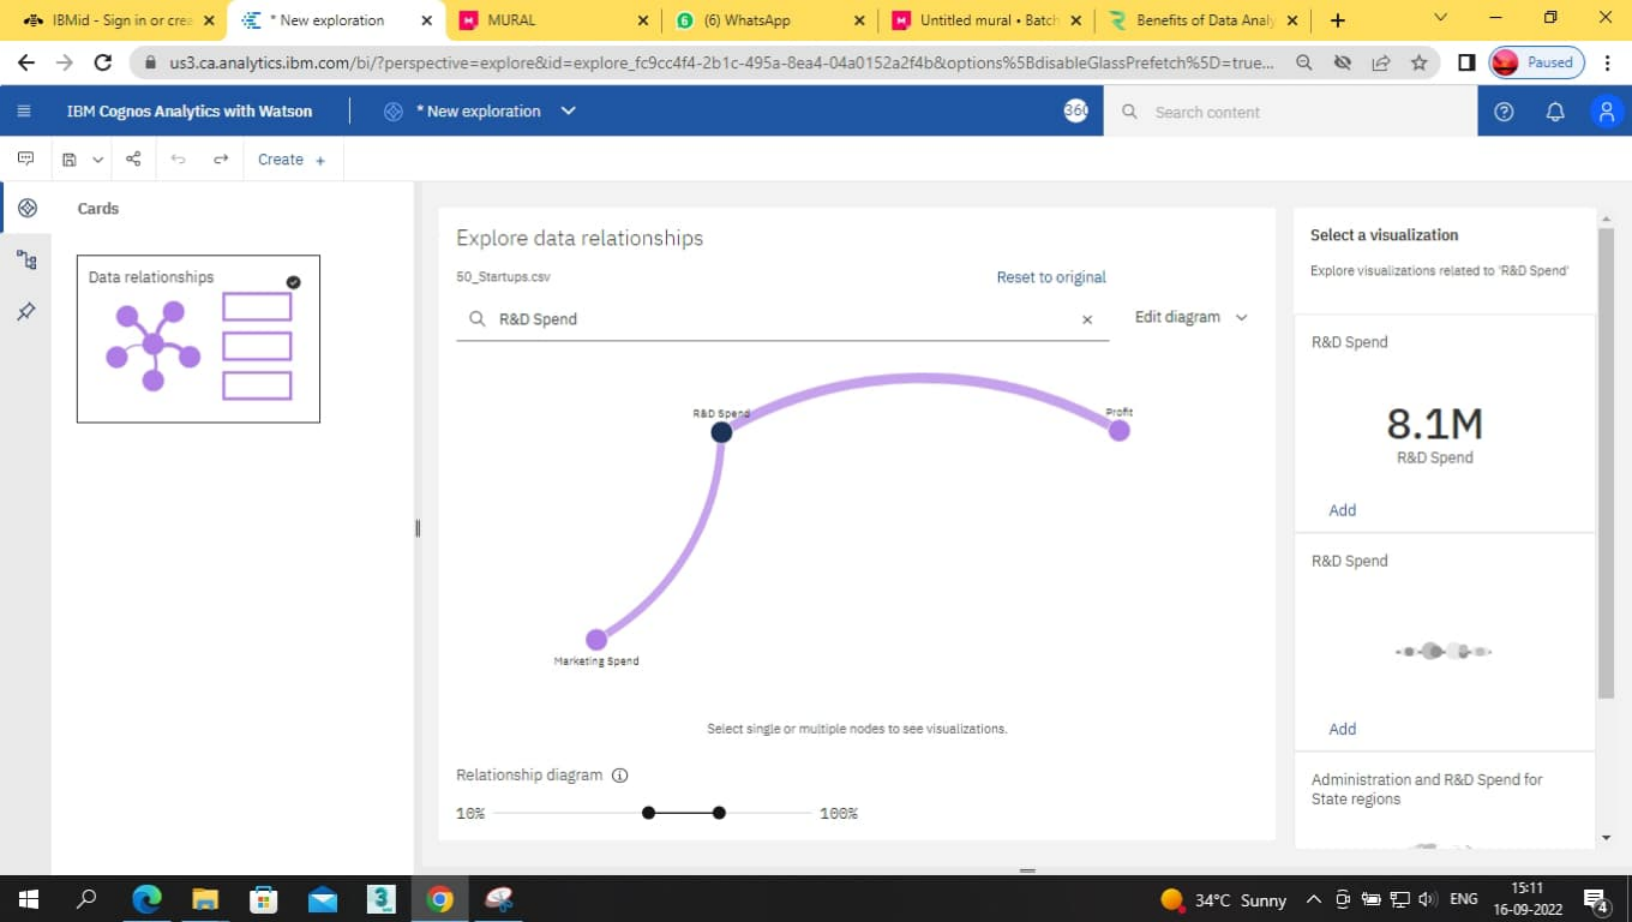 IBMid - Sign in or crea
* New exploration
MURAL
(6) WhatsApp
Untitled mural • Batch
Benefits of Data Analy
us3.ca.analytics.ibm.com/bi/?perspective=explore&id=explore_fc9cc4f4-2b1c-495a-8ea4-04a0152a2f4b&options%5BdisableGlassPrefetch%5D=true...
Paused
IBM Cognos Analytics with Watson
* New exploration
360
Search content
Create +
Cards
Data relationships
Explore data relationships
50_Startups.csv
Reset to original
R&D Spend
Edit diagram
R&D Spend
Profit
Marketing Spend
Select single or multiple nodes to see visualizations.
Relationship diagram
10%
100%
Select a visualization
Explore visualizations related to 'R&D Spend'
R&D Spend
8.1M
R&D Spend
Add
R&D Spend
Add
Administration and R&D Spend for
State regions
3
34°C Sunny
ENG
15:11
16-09-2022
4